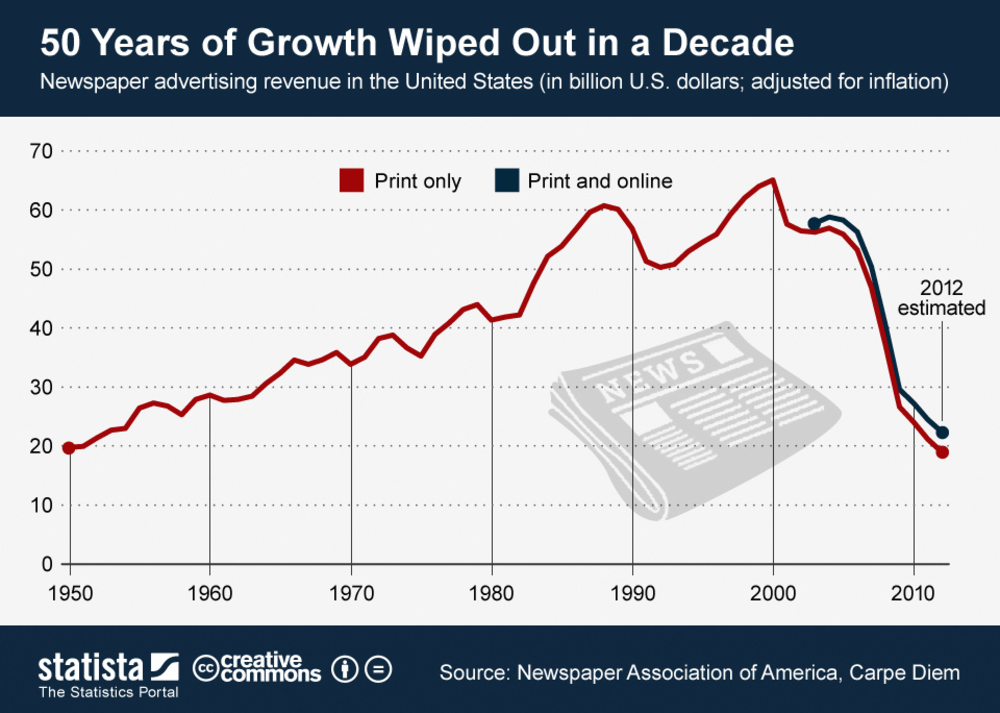 50 Years of Growth Wiped Out in a Decade
Newspaper advertising revenue in the United States (in billion U.S. dollars; adjusted for inflation)
70
Print only
Print and online
60
50
2012
estimated
40
NEWS
30
20
10
0
1950
1960
1970
1980
1990
2000
2010
statista
The Statistics Portal
cc
creative
commons
=
Source: Newspaper Association of America, Carpe Diem